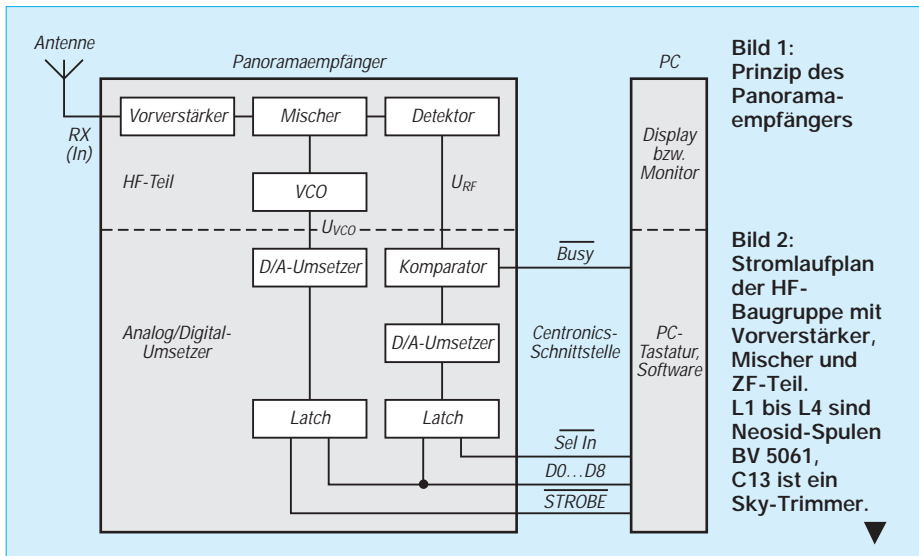 Antenne
Panoramaempfänger
PC
Bild 1:
Prinzip des
Panorama-
empfängers
RX
(In)
Vorverstärker
Mischer
Detektor
HF-Teil
VCO
U_RF
Display
bzw.
Monitor
U_VCO
D/A-Umsetzer
Komparator
Busy
Analog/Digital-
Umsetzer
D/A-Umsetzer
Centronics-
Schnittstelle
PC-
Tastatur,
Software
Latch
Latch
Sel In
D0...D8
STROBE
Bild 2:
Stromlaufplan
der HF-
Baugruppe mit
Vorverstärker,
Mischer und
ZF-Teil.
L1 bis L4 sind
Neosid-Spulen
BV 5061,
C13 ist ein
Sky-Trimmer.